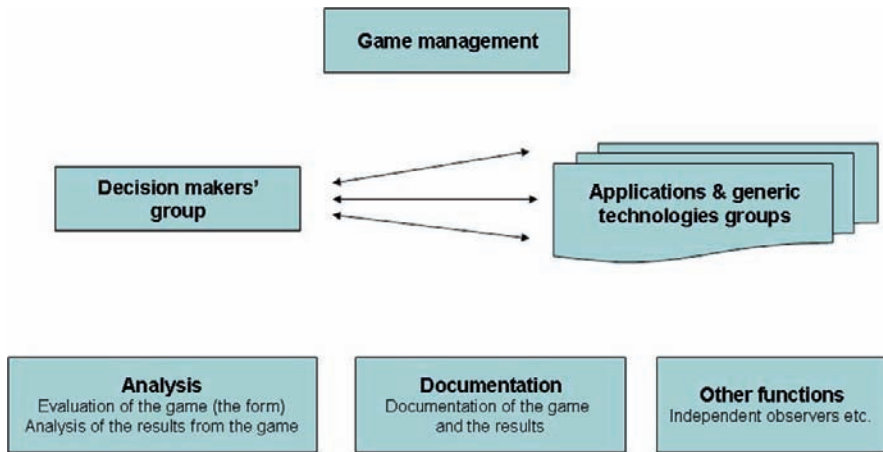 Game management
Decision makers'
group
Applications & generic
technologies groups
Analysis
Evaluation of the game (the form)
Analysis of the results from the game
Documentation
Documentation of the game
and the results
Other functions
Independent observers etc.